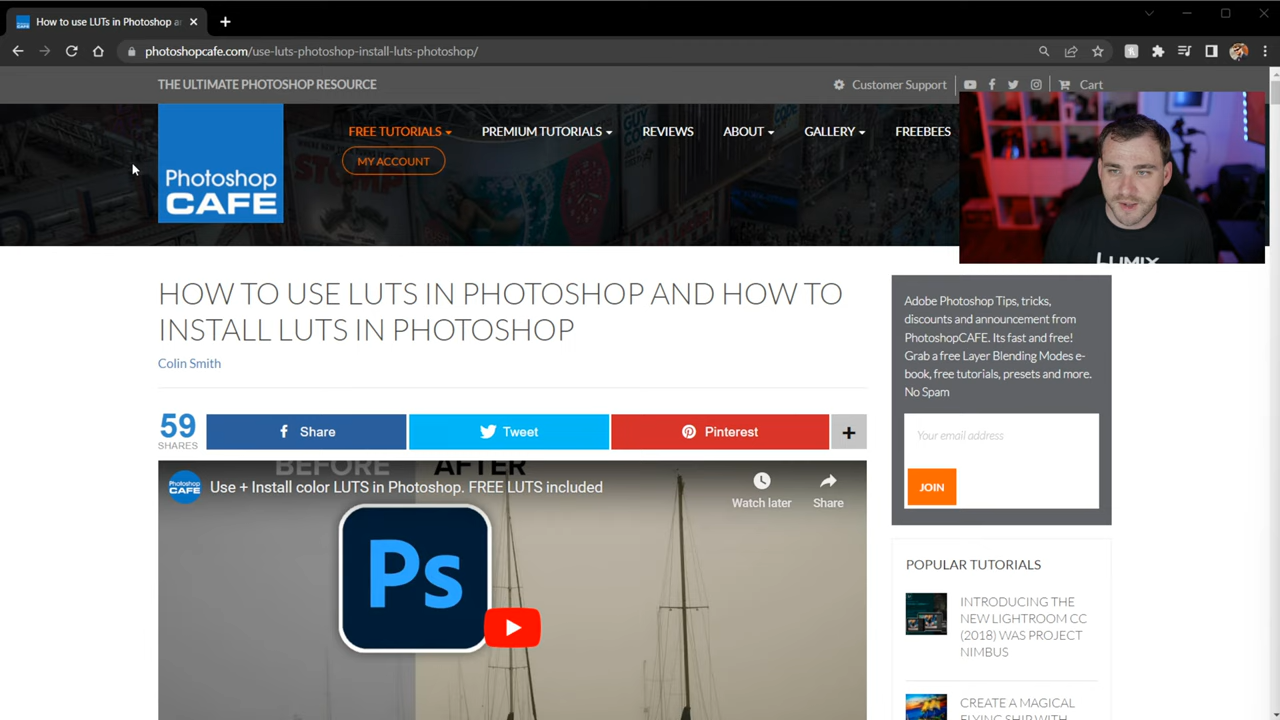 How to use LUTs in Photoshop a
photoshopcafe.com/use-luts-photoshop-install-luts-photoshop/
THE ULTIMATE PHOTOSHOP RESOURCE
Customer Support
Cart
Photoshop
CAFE
FREE TUTORIALS
PREMIUM TUTORIALS
REVIEWS
ABOUT
GALLERY
FREEBEES
MY ACCOUNT
LUMIX
HOW TO USE LUTS IN PHOTOSHOP AND HOW TO
INSTALL LUTS IN PHOTOSHOP
Colin Smith
59
SHARES
Share
Tweet
Pinterest
+
BEFORE AFTER
Photoshop
CAFE
Use + Install color LUTS in Photoshop. FREE LUTS included
Watch later
Share
Ps
Adobe Photoshop Tips, tricks,
discounts and announcement from
PhotoshopCAFE. Its fast and free!
Grab a free Layer Blending Modes e-
book, free tutorials, presets and more.
No Spam
Your email address
JOIN
POPULAR TUTORIALS
INTRODUCING THE
NEW LIGHTROOM CC
(2018) WAS PROJECT
NIMBUS
CREATE A MAGICAL
FLYING SHIP WITH